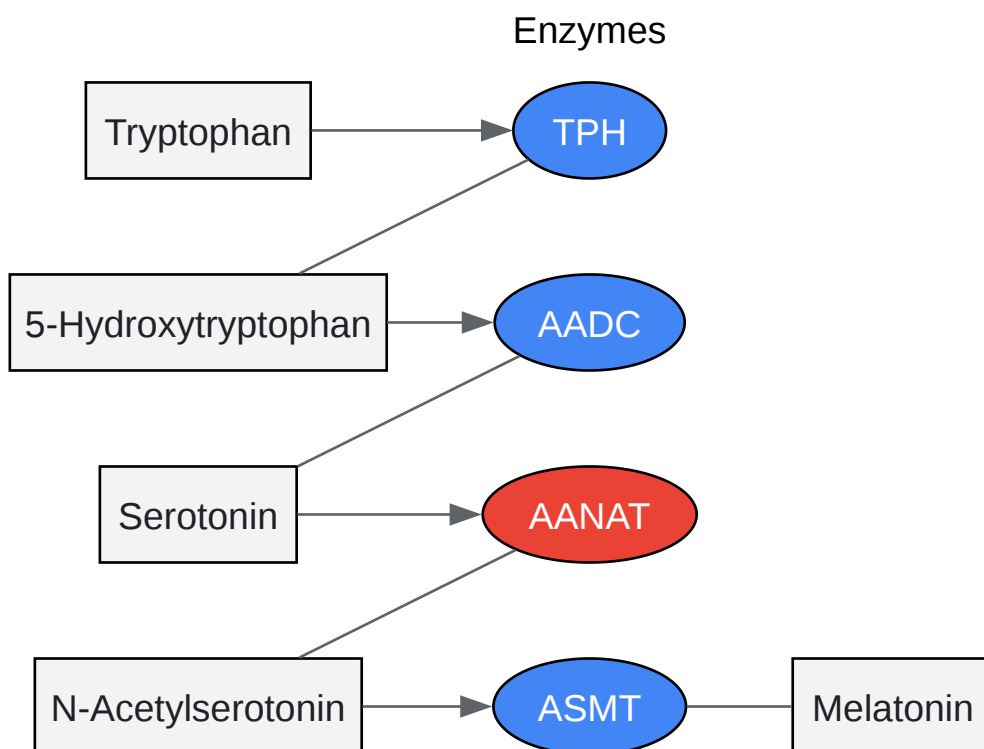 Enzymes
Tryptophan
TPH
5-Hydroxytryptophan
AADC
Serotonin
AANAT
N-Acetylserotonin
ASMT
Melatonin